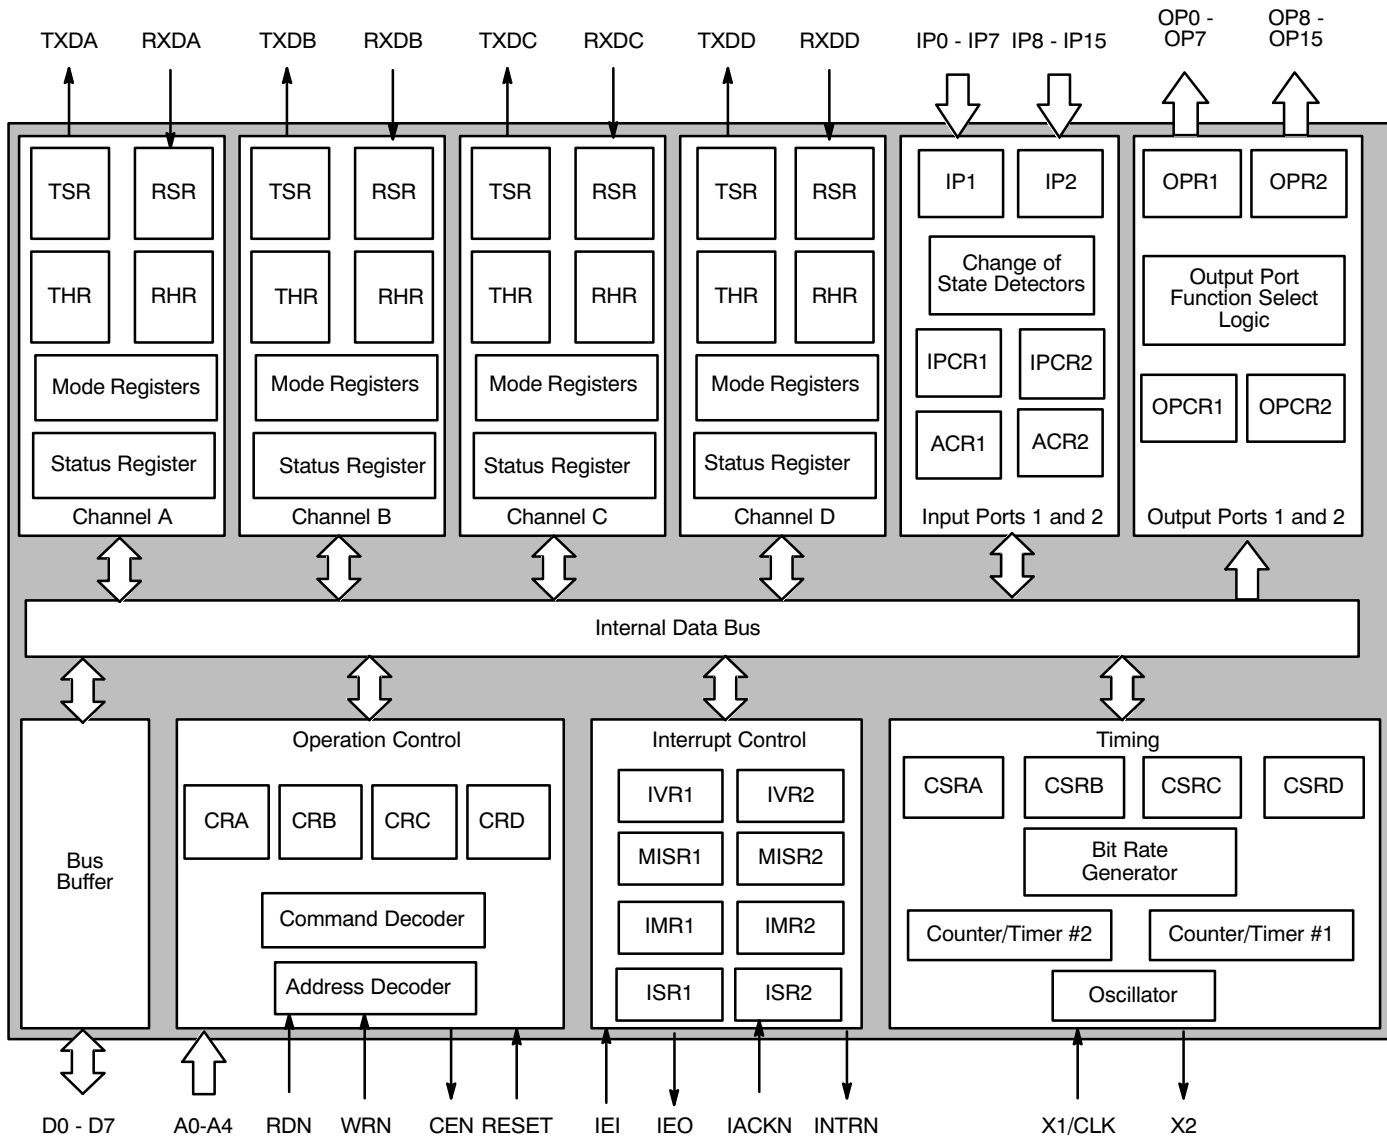 TXDA RXDA TXDB RXDB TXDC RXDC TXDD RXDD IP0 - IP7 IP8 - IP15 OP0 - OP7 OP8 - OP15
TSR RSR
THR RHR
Mode Registers
Status Register
Channel A
TSR RSR
THR RHR
Mode Registers
Status Register
Channel B
TSR RSR
THR RHR
Mode Registers
Status Register
Channel C
TSR RSR
THR RHR
Mode Registers
Status Register
Channel D
IP1 IP2
Change of
State Detectors
IPCR1 IPCR2
ACR1 ACR2
Input Ports 1 and 2
OPR1 OPR2
Output Port
Function Select
Logic
OPCR1 OPCR2
Output Ports 1 and 2
Internal Data Bus
Bus
Buffer
Operation Control
CRA CRB CRC CRD
Command Decoder
Address Decoder
Interrupt Control
IVR1 IVR2
MISR1 MISR2
IMR1 IMR2
ISR1 ISR2
Timing
CSRA CSRB CSRC CSRD
Bit Rate
Generator
Counter/Timer #2 Counter/Timer #1
Oscillator
D0 - D7 A0-A4 RDN WRN CEN RESET IEI IEO IACKN INTRN X1/CLK X2